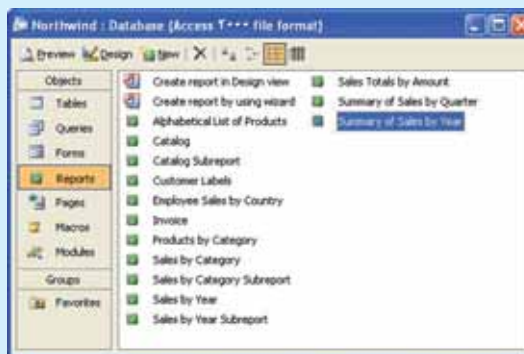 Northwind : Database (Access ۲۰۰۰ file format)
Preview Design New
Objects
Tables
Queries
Forms
Reports
Pages
Macros
Modules
Groups
Favorites
Create report in Design view
Create report by using wizard
Alphabetical List of Products
Catalog
Catalog Subreport
Customer Labels
Employee Sales by Country
Invoice
Products by Category
Sales by Category
Sales by Category Subreport
Sales by Year
Sales by Year Subreport
Sales Totals by Amount
Summary of Sales by Quarter
Summary of Sales by Year